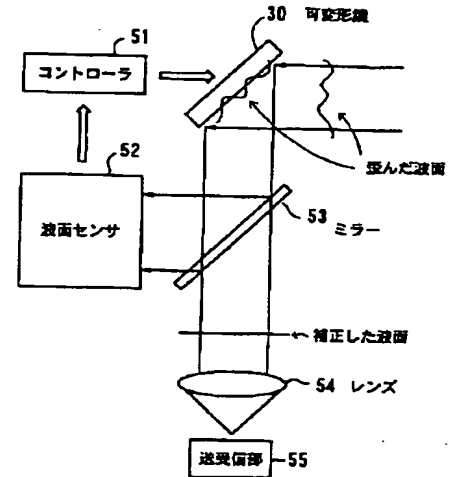 51
コントローラ
30 可変形鏡
52
波面センサ
歪んだ波面
53
ミラー
補正した波面
54 レンズ
送受信部
55